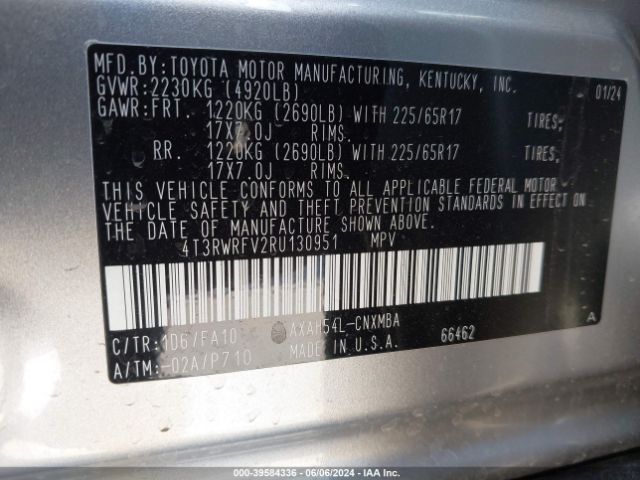 MFD.BY:TOYOTA MOTOR MANUFACTURING, KENTUCKY, INC.
GVWR:2230KG (4920LB) 01/24
GAWR:FRT. 1220KG (2690LB) WITH 225/65R17 TIRES,
17X7.0J RIMS.
RR. 1220KG (2690LB) WITH 225/65R17 TIRES,
17X7.0J RIMS.
THIS VEHICLE CONFORMS TO ALL APPLICABLE FEDERAL MOTOR
VEHICLE SAFETY AND THEFT PREVENTION STANDARDS IN EFFECT ON
THE DATE OF MANUFACTURE SHOWN ABOVE.
4T3RWRFV2RU130951 MPV
C/TR:1D6/FA10 AXAH54L-CNXMBA A
A/TM:-02A/P710 MADE IN U.S.A. 66462
000-39584336 - 06/06/2024 - IAA Inc.